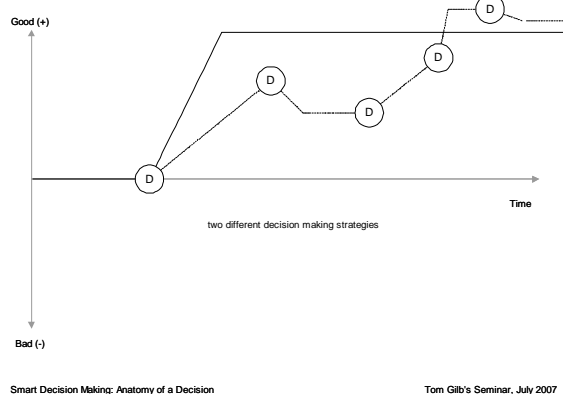 Good (+)
D
D
D
D
D
Time
two different decision making strategies
Bad (-)
Smart Decision Making: Anatomy of a Decision
Tom Gilb's Seminar, July 2007